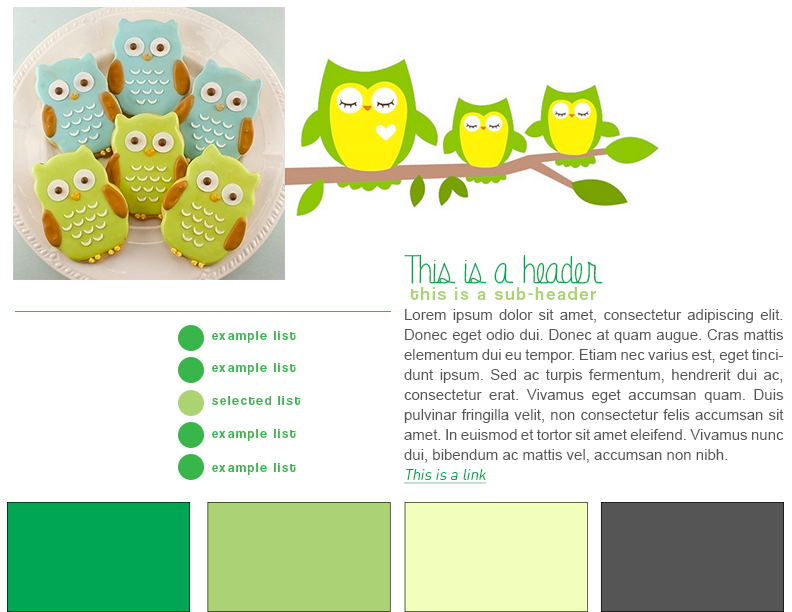 This is a header
this is a sub-header
Lorem ipsum dolor sit amet, consectetur adipiscing elit.
Donec eget odio dui. Donec at quam augue. Cras mattis
elementum dui eu tempor. Etiam nec varius est, eget tinci-
dunt ipsum. Sed ac turpis fermentum, hendrerit dui ac,
consectetur erat. Vivamus eget accumsan quam. Duis
pulvinar fringilla velit, non consectetur felis accumsan sit
amet. In euismod et tortor sit amet eleifend. Vivamus nunc
dui, bibendum ac mattis vel, accumsan non nibh.
This is a link
example list
example list
selected list
example list
example list